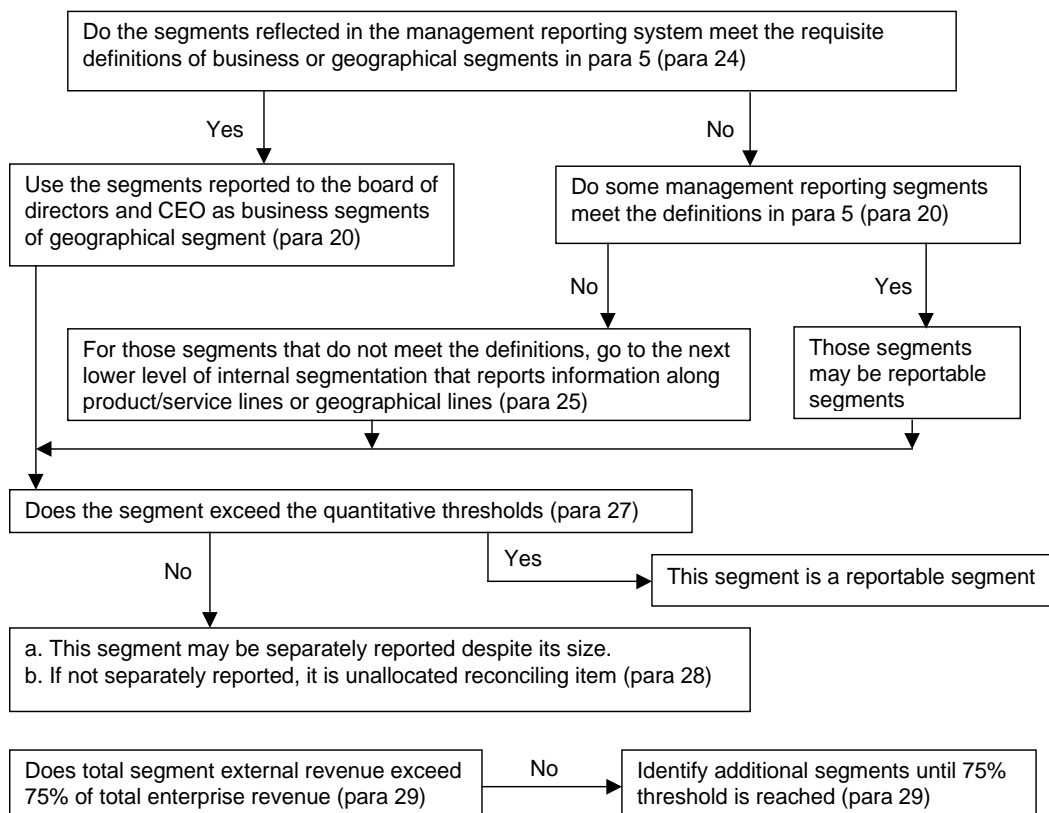 Do the segments reflected in the management reporting system meet the requisite
definitions of business or geographical segments in para 5 (para 24)
Yes
No
Use the segments reported to the board of
directors and CEO as business segments
of geographical segment (para 20)
Do some management reporting segments
meet the definitions in para 5 (para 20)
No
Yes
For those segments that do not meet the definitions, go to the next
lower level of internal segmentation that reports information along
product/service lines or geographical lines (para 25)
Those segments
may be reportable
segments
Does the segment exceed the quantitative thresholds (para 27)
No
Yes
This segment is a reportable segment
a. This segment may be separately reported despite its size.
b. If not separately reported, it is unallocated reconciling item (para 28)
Does total segment external revenue exceed
75% of total enterprise revenue (para 29)
No
Identify additional segments until 75%
threshold is reached (para 29)